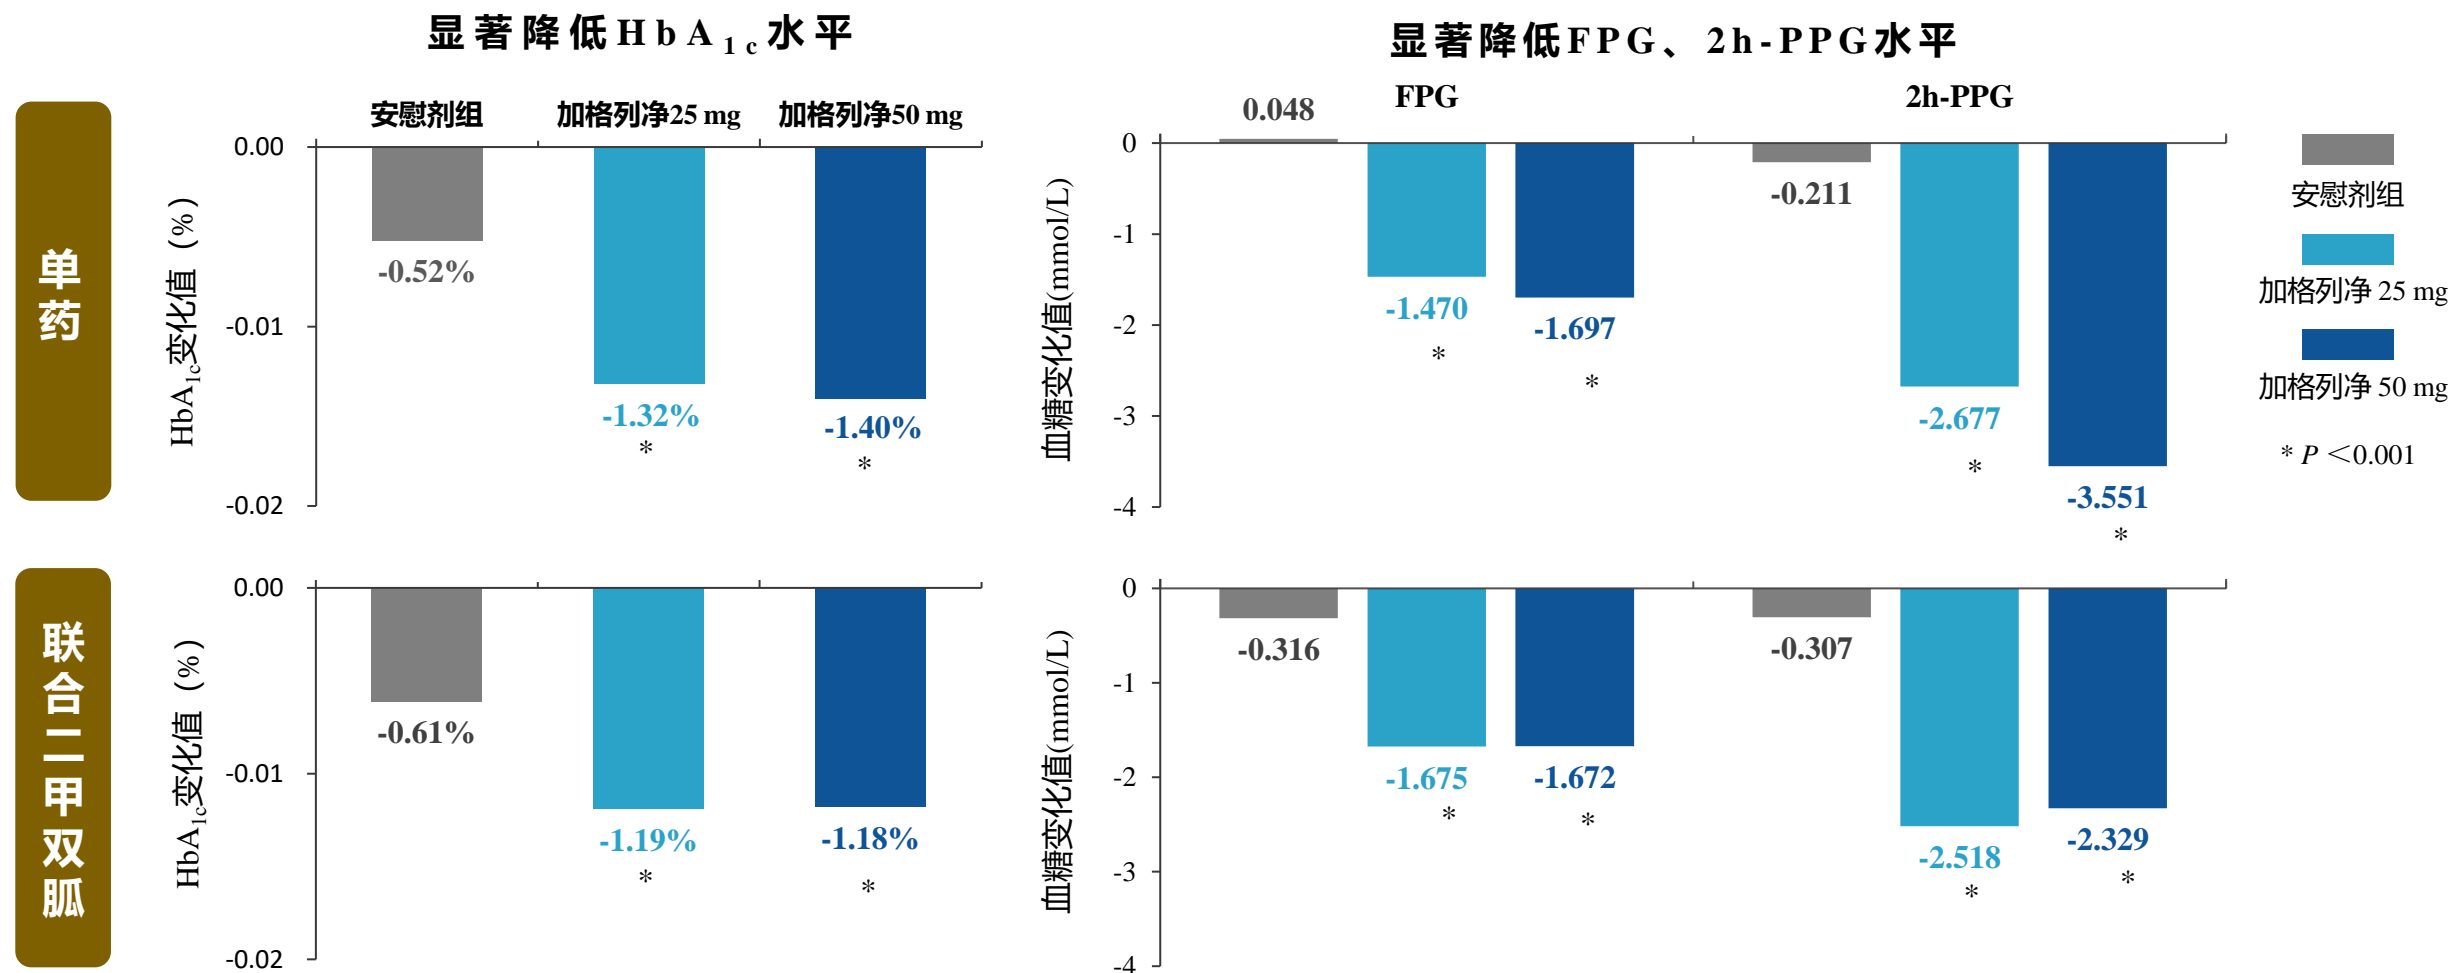 显著降低HbA1c水平
显著降低FPG、2h-PPG水平
单药
安慰剂组
加格列净25 mg
加格列净50 mg
HbA1c变化值（%）
0.00
-0.01
-0.02
-0.52%
-1.32%
*
-1.40%
*
FPG
2h-PPG
血糖变化值(mmol/L)
0
-1
-2
-3
-4
0.048
-1.470
*
-1.697
*
-0.211
-2.677
*
-3.551
*
安慰剂组
加格列净 25 mg
加格列净 50 mg
* P ＜0.001
联合二甲双胍
HbA1c变化值（%）
0.00
-0.01
-0.02
-0.61%
-1.19%
*
-1.18%
*
血糖变化值(mmol/L)
0
-1
-2
-3
-4
-0.316
-1.675
*
-1.672
*
-0.307
-2.518
*
-2.329
*